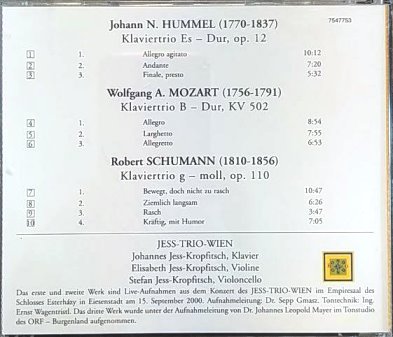 Johann N. HUMMEL (1770-1837)
7547753
Klaviertrio Es – Dur, op. 12
1 1. Allegro agitato 10:12
2 2. Andante 7:20
3 3. Finale, presto 5:32
Wolfgang A. MOZART (1756-1791)
Klaviertrio B – Dur, KV 502
4 1. Allegro 8:54
5 2. Larghetto 7:55
6 3. Allegretto 6:53
Robert SCHUMANN (1810-1856)
Klaviertrio g – moll, op. 110
7 1. Bewegt, doch nicht zu rasch 10:47
8 2. Ziemlich langsam 6:26
9 3. Rasch 3:47
10 4. Kräftig, mit Humor 7:05
JESS-TRIO-WIEN
Johannes Jess-Kropfitsch, Klavier
Elisabeth Jess-Kropfitsch, Violine
Stefan Jess-Kropfitsch, Violoncello
Das erste und zweite Werk sind Live-Aufnahmen aus dem Konzert des JESS-TRIO-WIEN im Empiresaal des
Schlosses Esterházy in Eisenstadt am 15. September 2000. Aufnahmeleitung: Dr. Sepp Gmasz. Tontechnik: Ing.
Ernst Wagentristl. Das dritte Werk wurde unter der Aufnahmeleitung von Dr. Johannes Leopold Mayer im Tonstudio
des ORF – Burgenland aufgenommen.